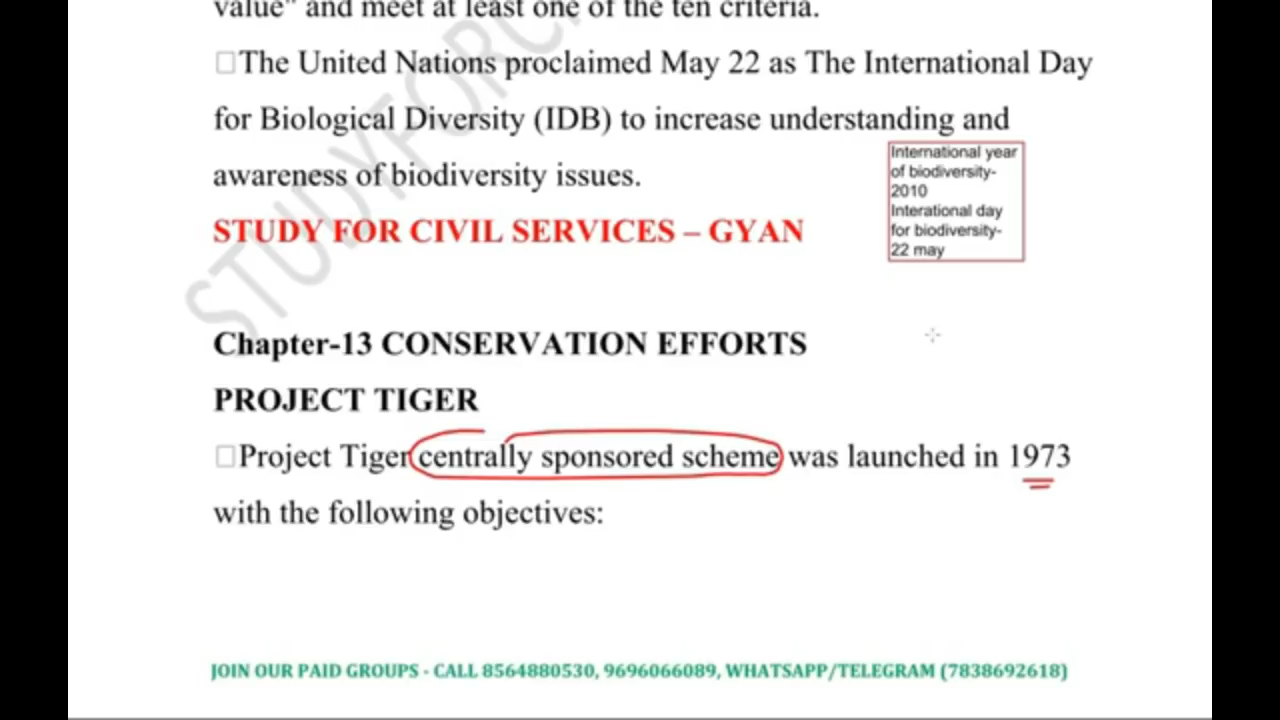 value" and meet at least one of the ten criteria.
The United Nations proclaimed May 22 as The International Day
for Biological Diversity (IDB) to increase understanding and
awareness of biodiversity issues.
International year
of biodiversity-
2010
Interational day
for biodiversity-
22 may
STUDY FOR CIVIL SERVICES – GYAN
Chapter-13 CONSERVATION EFFORTS
PROJECT TIGER
Project Tiger centrally sponsored scheme was launched in 1973
with the following objectives:
JOIN OUR PAID GROUPS - CALL 8564880530, 9696066089, WHATSAPP/TELEGRAM (7838692618)
STUDYFORC